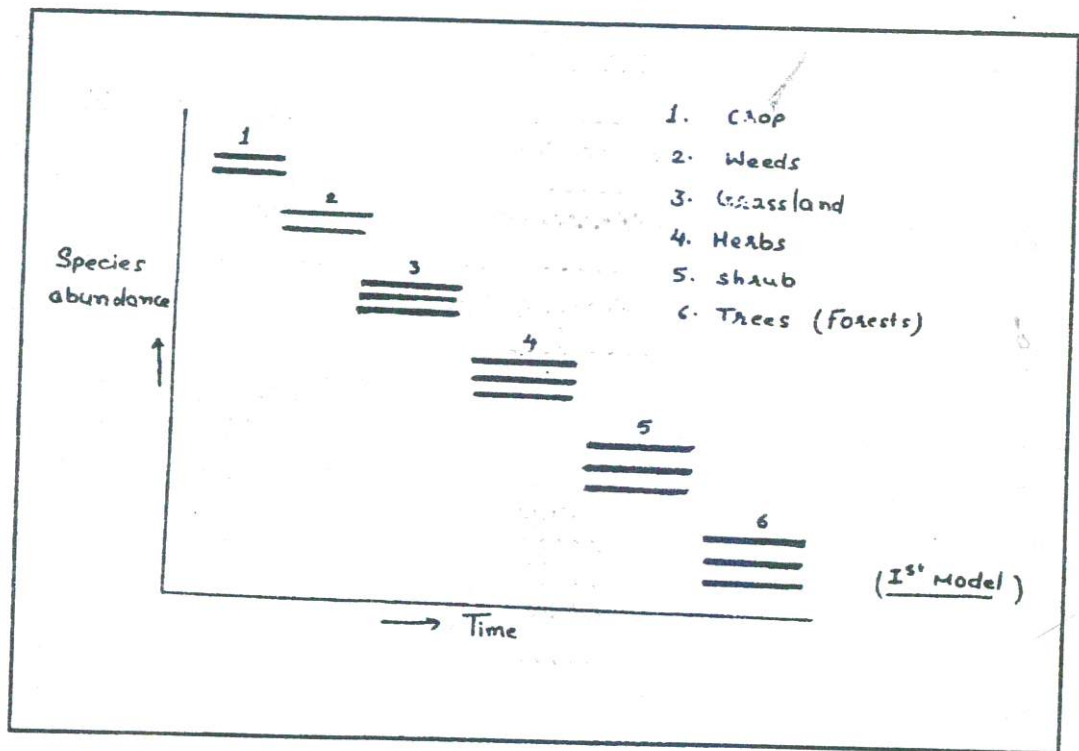 1. Crop
2. Weeds
3. Grassland
4. Herbs
5. Shrub
6. Trees (Forests)
1
2
3
4
5
6
Species
abundance
→ Time
(Ist Model)